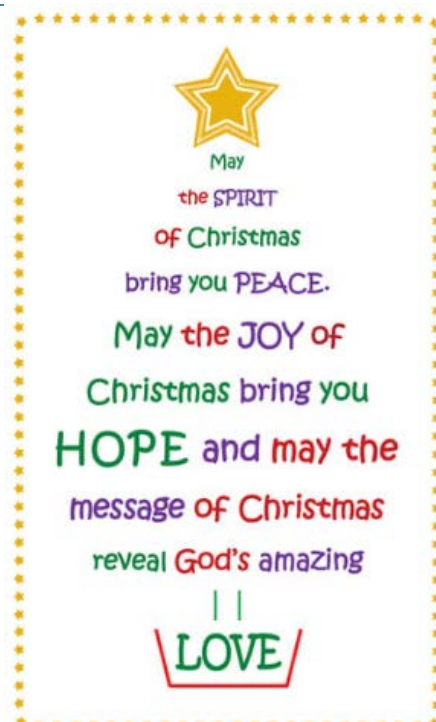 May
the SPIRIT
of Christmas
bring you PEACE.
May the JOY of
Christmas bring you
HOPE and may the
message of Christmas
reveal God's amazing
LOVE